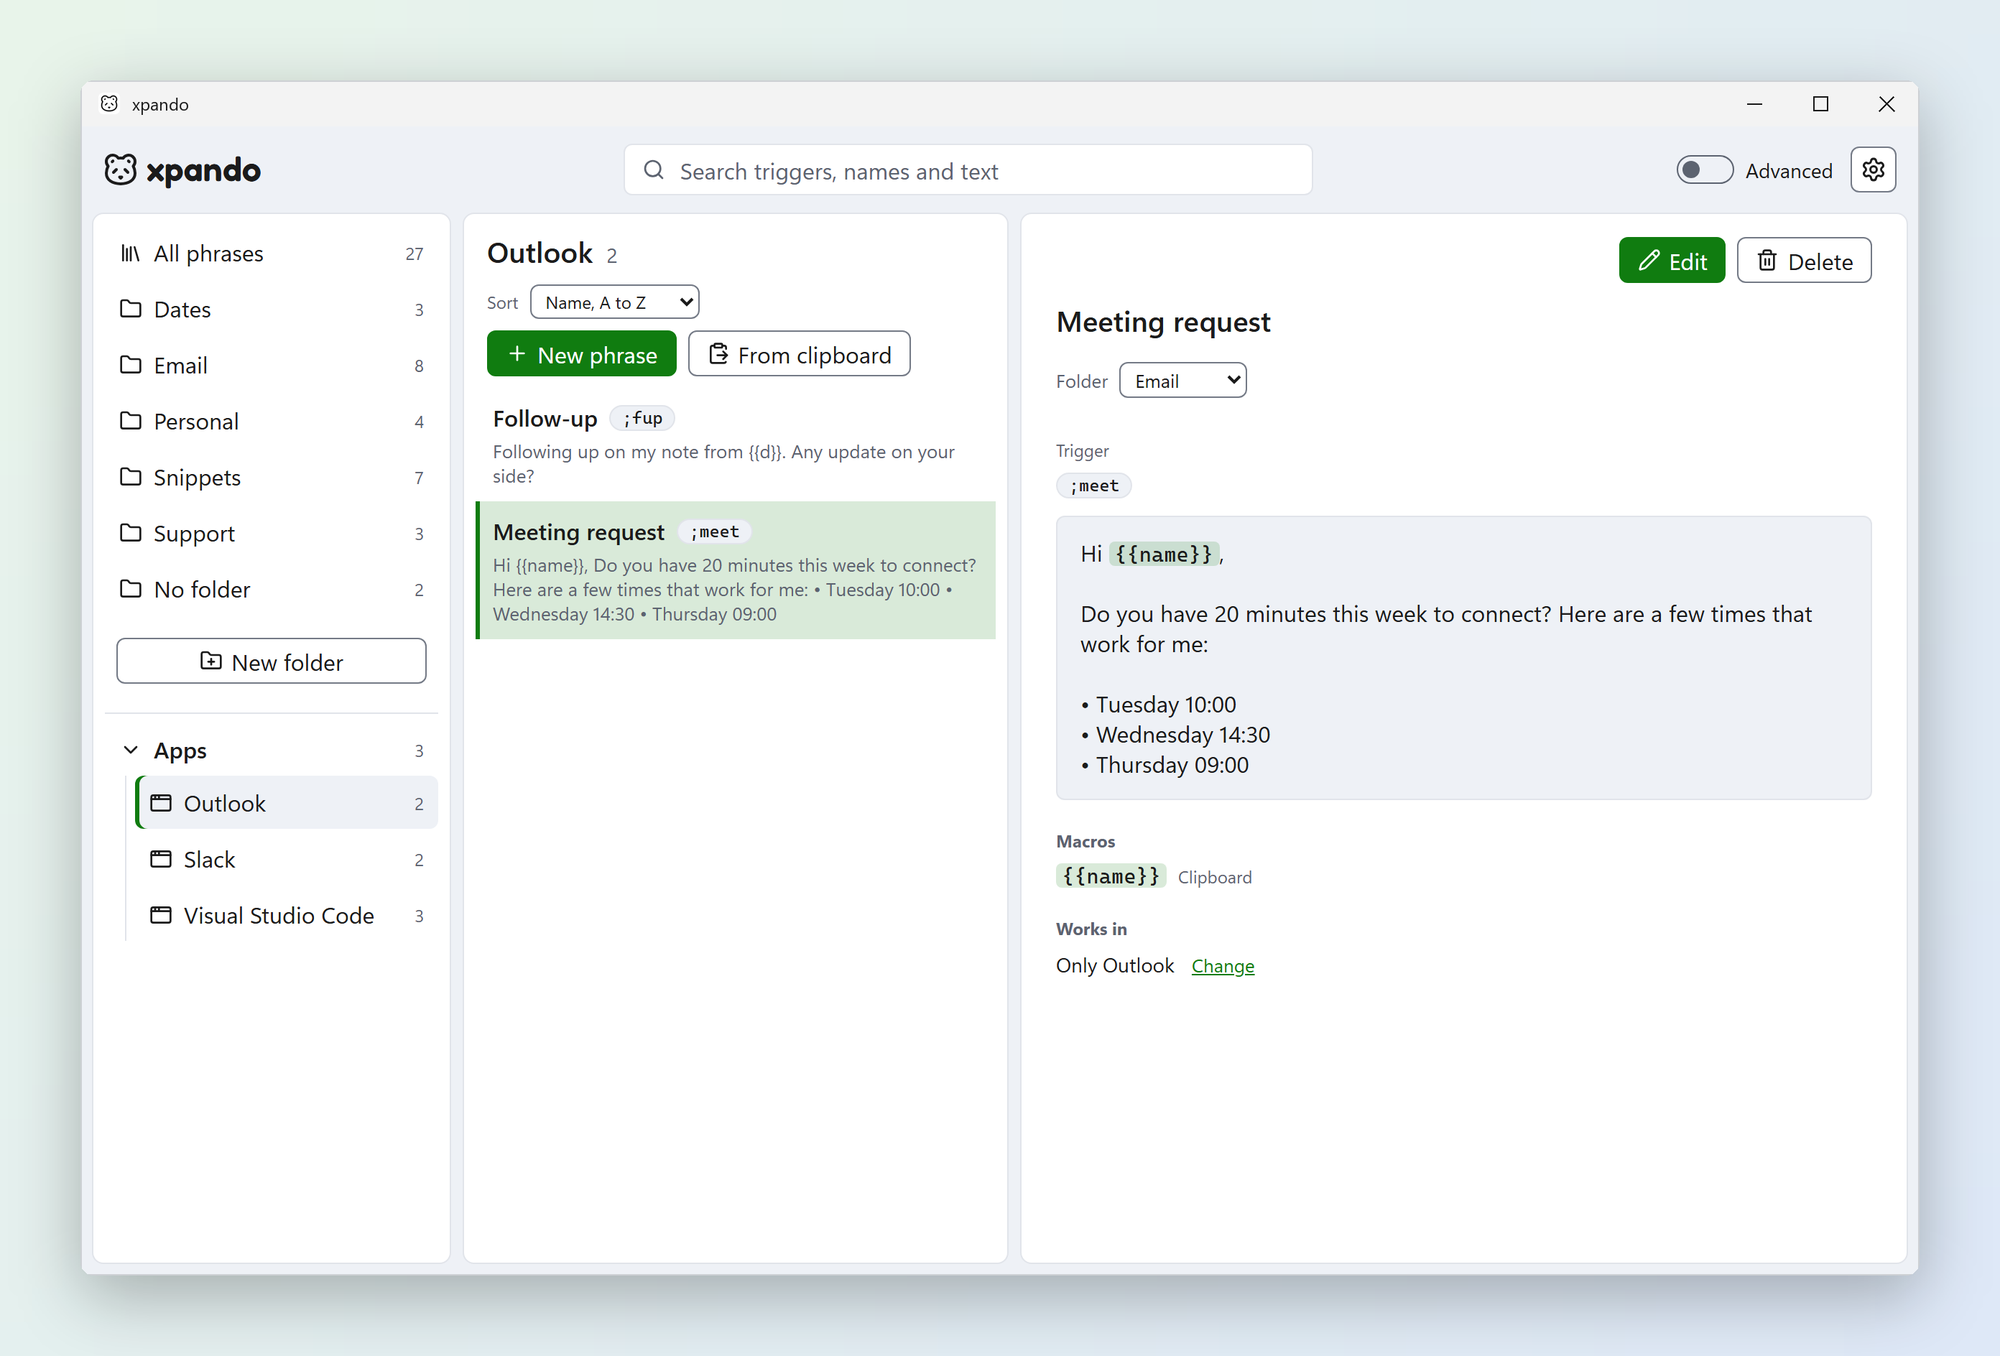 xpando
xpando
Search triggers, names and text
Advanced
All phrases 27
Dates 3
Email 8
Personal 4
Snippets 7
Support 3
No folder 2
New folder
Apps 3
Outlook 2
Slack 2
Visual Studio Code 3
Outlook 2
Sort Name, A to Z
New phrase From clipboard
Follow-up ;fup
Following up on my note from {{d}}. Any update on your
side?
Meeting request ;meet
Hi {{name}}, Do you have 20 minutes this week to connect?
Here are a few times that work for me: • Tuesday 10:00 •
Wednesday 14:30 • Thursday 09:00
Edit Delete
Meeting request
Folder Email
Trigger
;meet
Hi {{name}},
Do you have 20 minutes this week to connect? Here are a few times that
work for me:
• Tuesday 10:00
• Wednesday 14:30
• Thursday 09:00
Macros
{{name}} Clipboard
Works in
Only Outlook Change